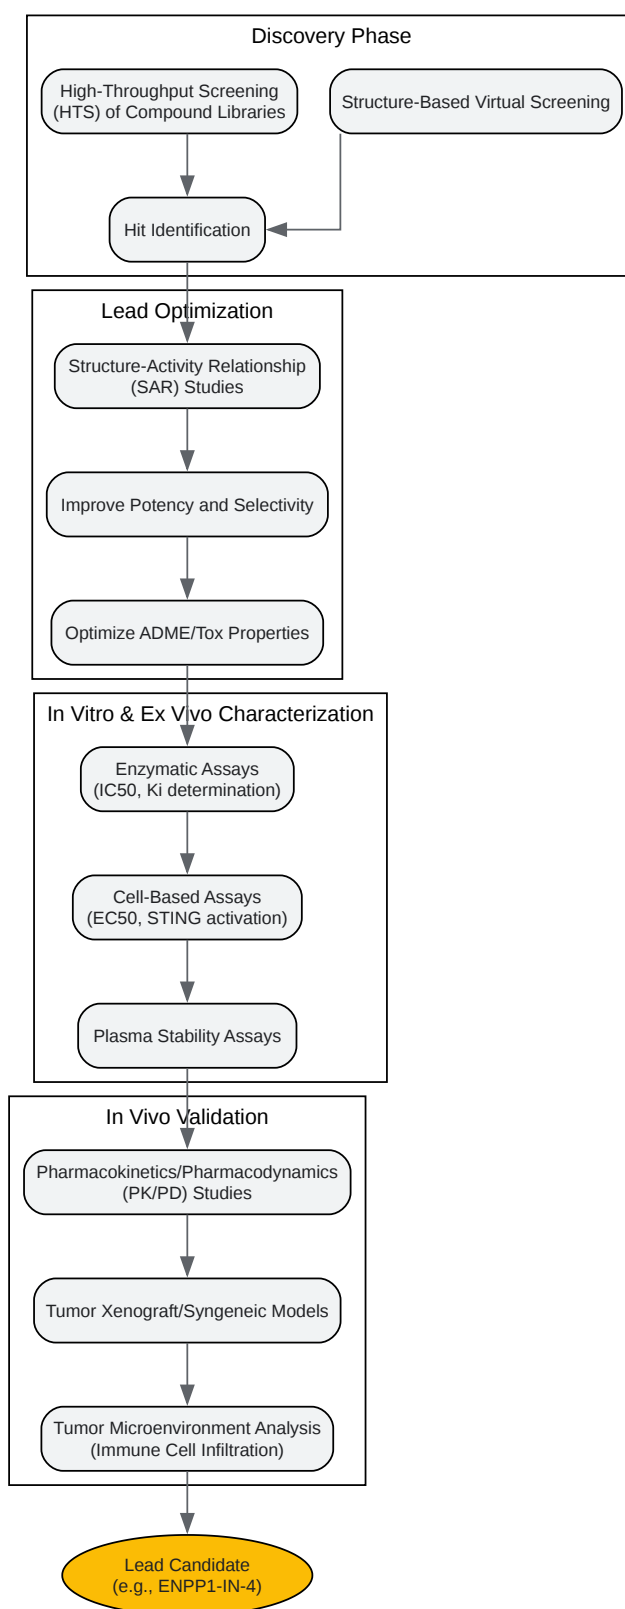 Discovery Phase
High-Throughput Screening
(HTS) of Compound Libraries
Structure-Based Virtual Screening
Hit Identification
Lead Optimization
Structure-Activity Relationship
(SAR) Studies
Improve Potency and Selectivity
Optimize ADME/Tox Properties
In Vitro & Ex Vivo Characterization
Enzymatic Assays
(IC50, Ki determination)
Cell-Based Assays
(EC50, STING activation)
Plasma Stability Assays
In Vivo Validation
Pharmacokinetics/Pharmacodynamics
(PK/PD) Studies
Tumor Xenograft/Syngeneic Models
Tumor Microenvironment Analysis
(Immune Cell Infiltration)
Lead Candidate
(e.g., ENPP1-IN-4)